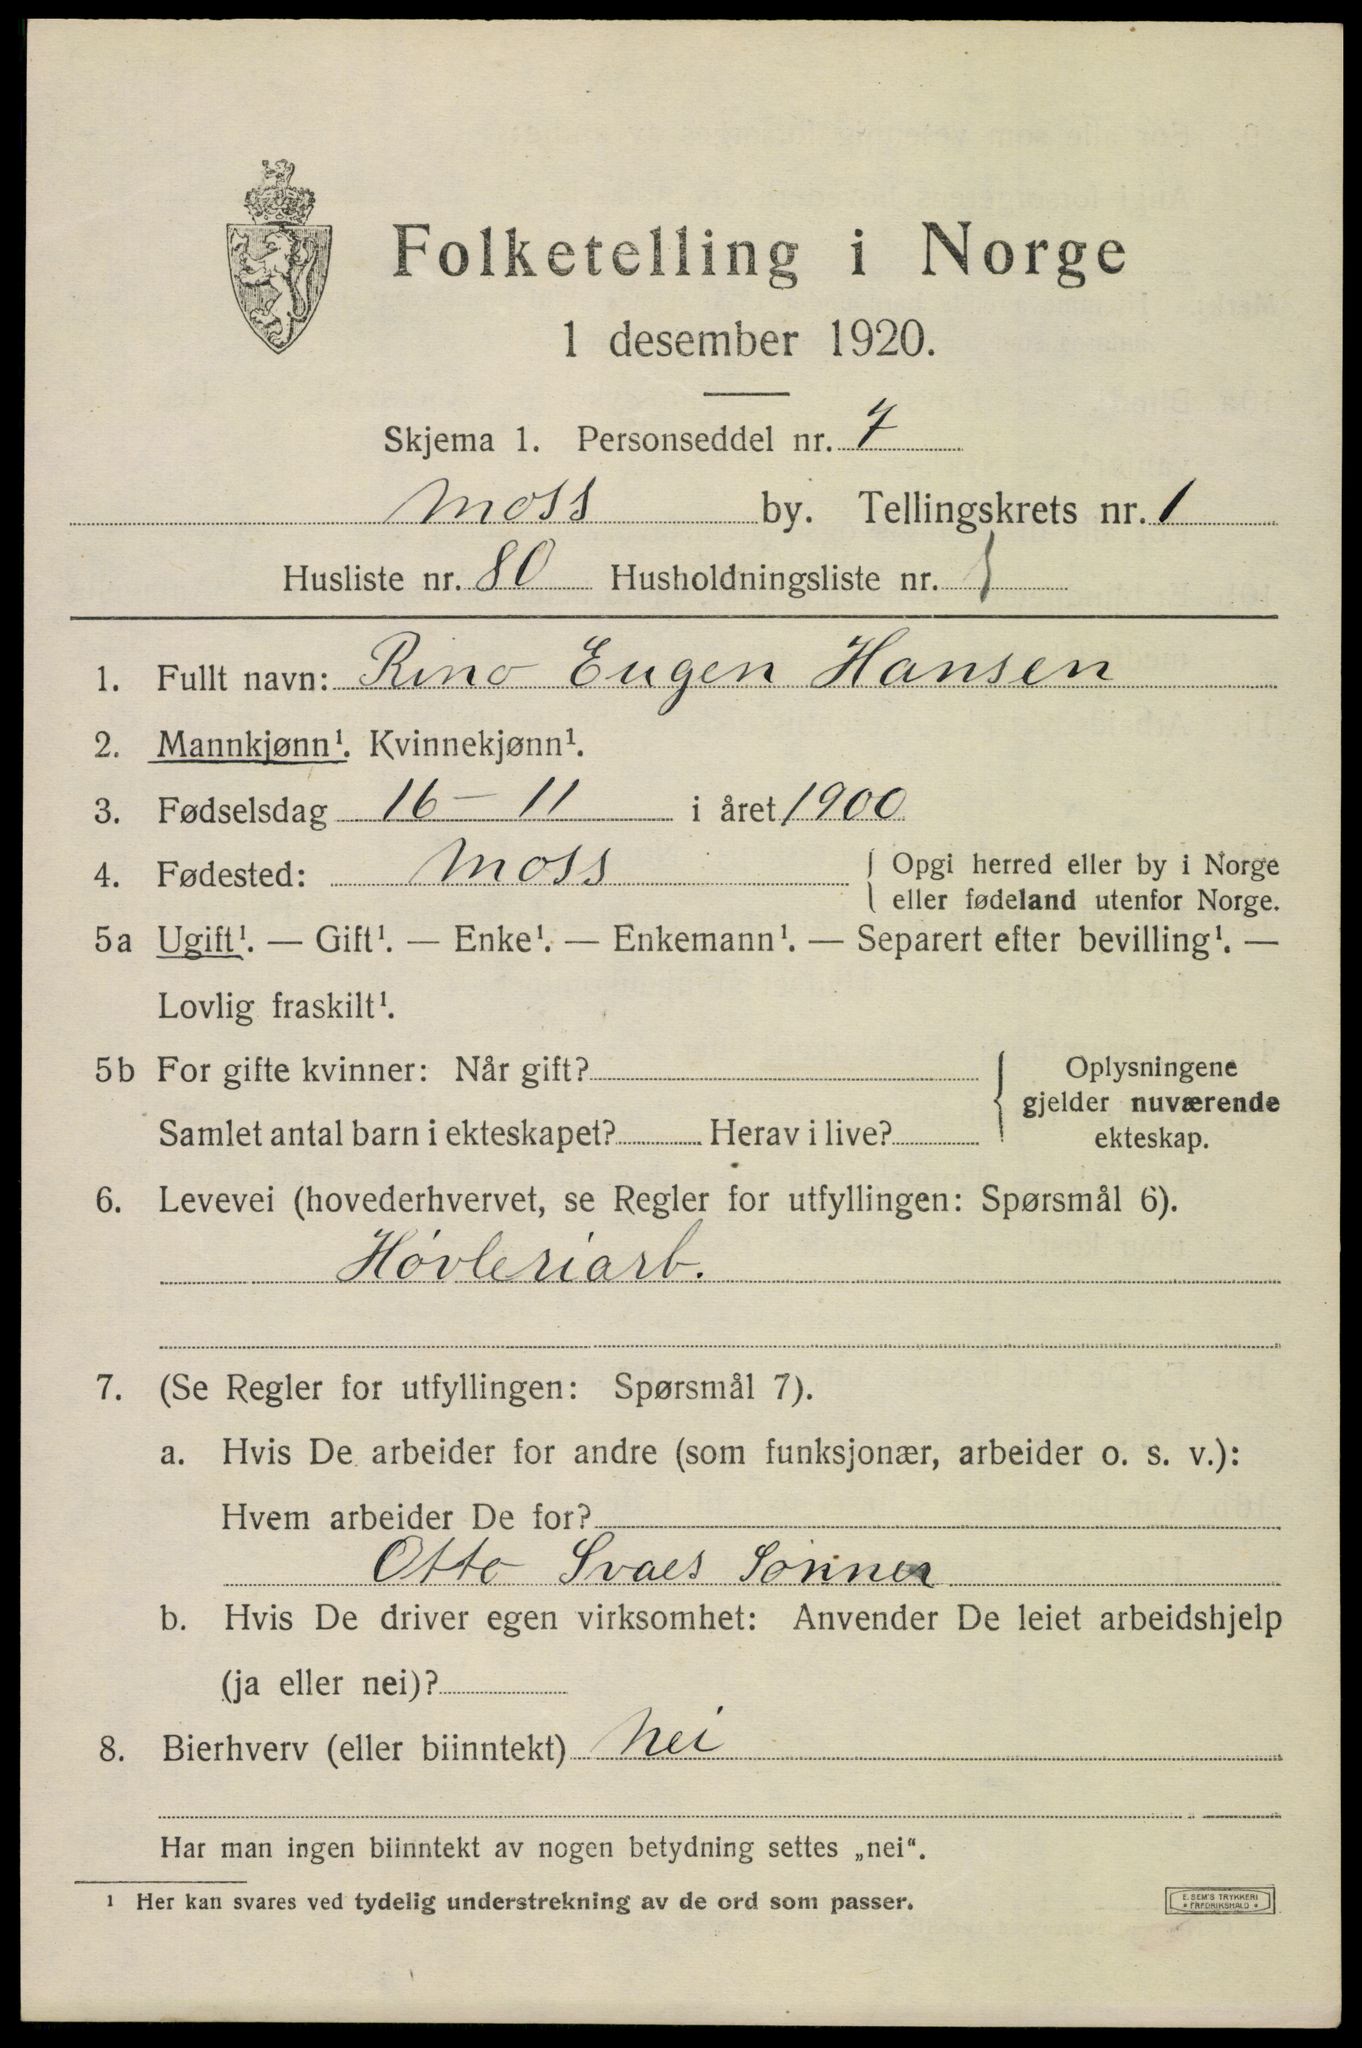 Folketelling i Norge
1 desember 1920.
Skjema 1. Personseddel nr. 7
Moss by. Tellingskrets nr. 1
Husliste nr. 80 Husholdningsliste nr. 1
1. Fullt navn: Rino Eugen Hansen
2. Mannkjønn¹. Kvinnekjønn¹.
3. Fødselsdag 16 – 11 i året 1900
4. Fødested: Moss { Opgi herred eller by i Norge
eller fødeland utenfor Norge.
5a Ugift¹. — Gift¹. — Enke¹. — Enkemann¹. — Separert efter bevilling¹. —
Lovlig fraskilt¹.
5b For gifte kvinner: Når gift? { Oplysningene
gjelder nuværende
Samlet antal barn i ekteskapet? Herav i live? ekteskap.
6. Levevei (hovederhvervet, se Regler for utfyllingen: Spørsmål 6).
Høvleriarb.
7. (Se Regler for utfyllingen: Spørsmål 7).
a. Hvis De arbeider for andre (som funksjonær, arbeider o. s. v.):
Hvem arbeider De for?
Otto Svaes Sønner
b. Hvis De driver egen virksomhet: Anvender De leiet arbeidshjelp
(ja eller nei)?
8. Bierhverv (eller biinntekt) Nei
Har man ingen biinntekt av nogen betydning settes „nei“.
¹ Her kan svares ved tydelig understrekning av de ord som passer.
E. SEM'S TRYKKERI
* FREDRIKSHALD *